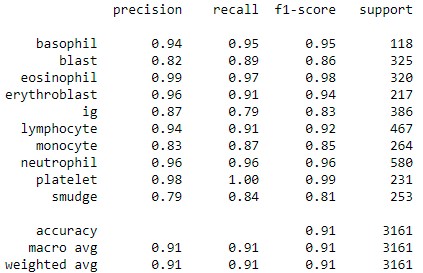 precision recall f1-score support
basophil 0.94 0.95 0.95 118
blast 0.82 0.89 0.86 325
eosinophil 0.99 0.97 0.98 320
erythroblast 0.96 0.91 0.94 217
ig 0.87 0.79 0.83 386
lymphocyte 0.94 0.91 0.92 467
monocyte 0.83 0.87 0.85 264
neutrophil 0.96 0.96 0.96 580
platelet 0.98 1.00 0.99 231
smudge 0.79 0.84 0.81 253
accuracy 0.91 3161
macro avg 0.91 0.91 0.91 3161
weighted avg 0.91 0.91 0.91 3161